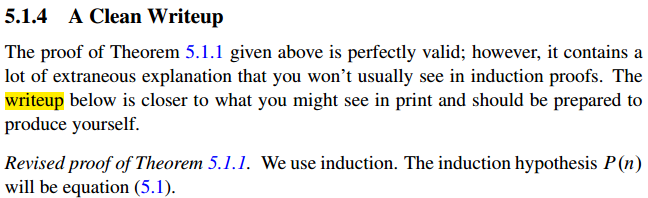 5.1.4 A Clean Writeup
The proof of Theorem 5.1.1 given above is perfectly valid; however, it contains a
lot of extraneous explanation that you won’t usually see in induction proofs. The
writeup below is closer to what you might see in print and should be prepared to
produce yourself.
Revised proof of Theorem 5.1.1. We use induction. The induction hypothesis P(n)
will be equation (5.1).